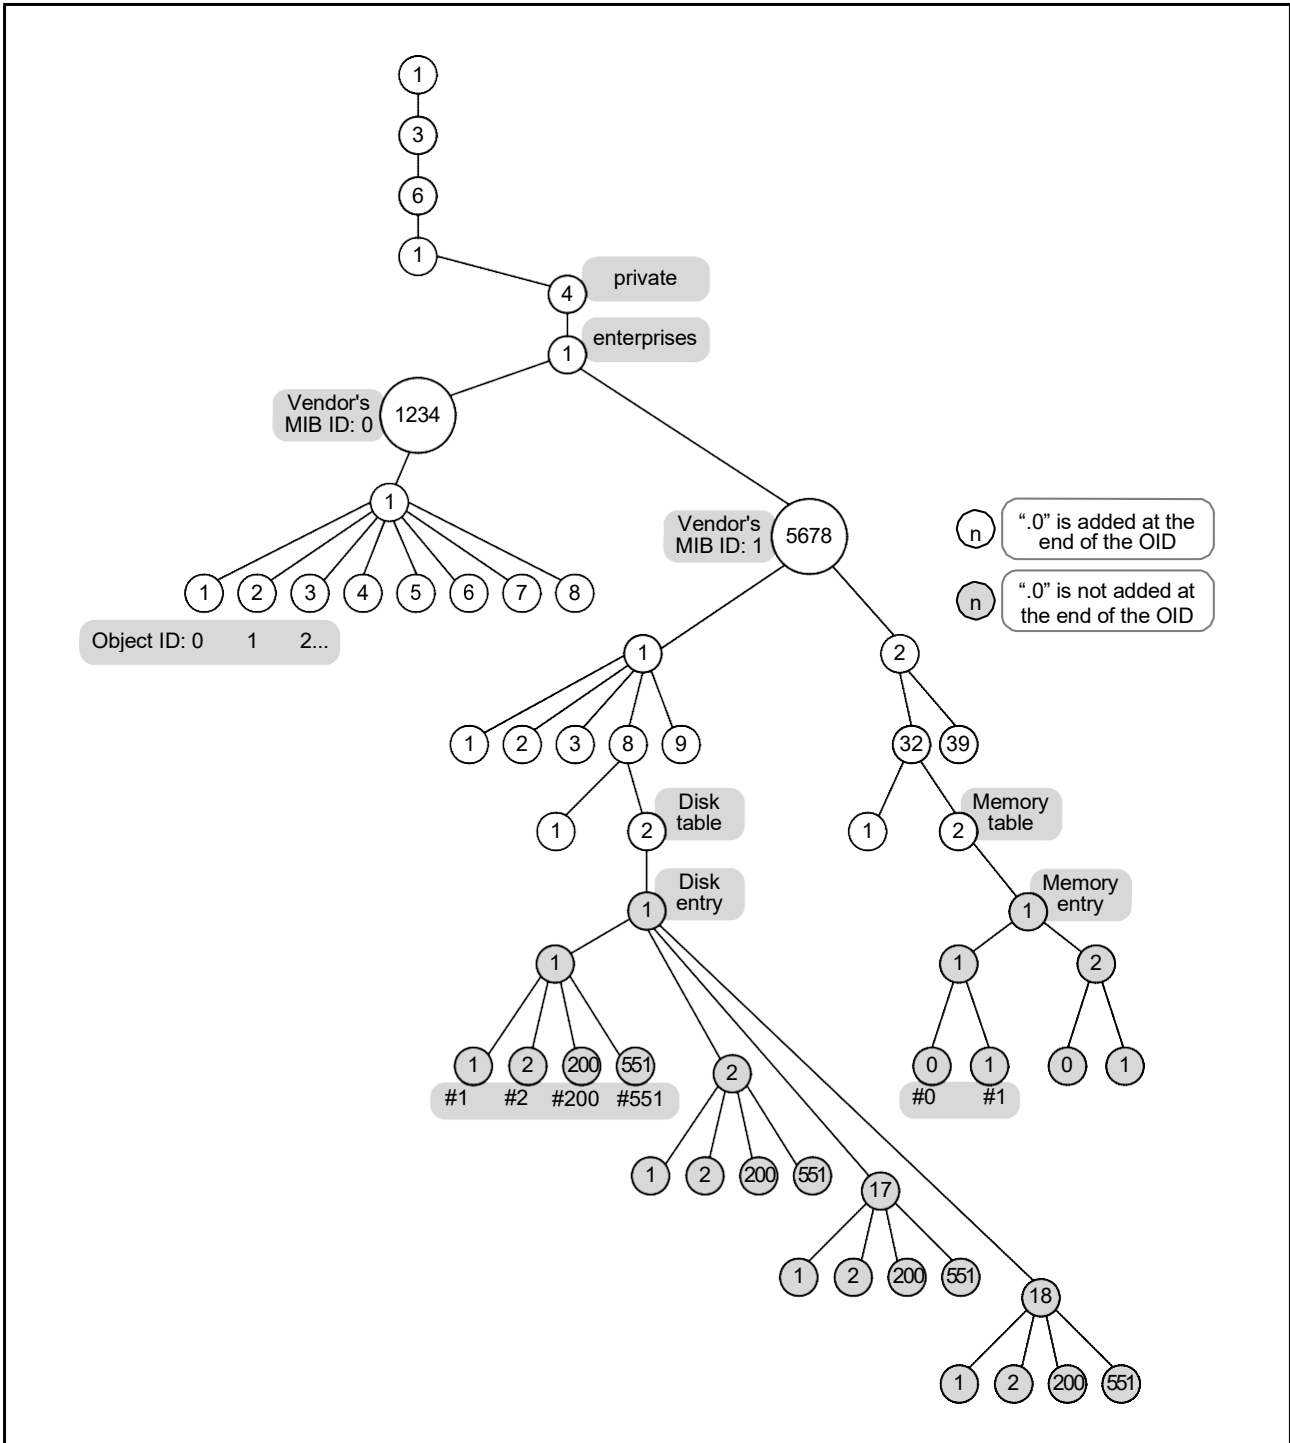 1
3
6
1
4
private
1
enterprises
Vendor's
MIB ID: 0
1234
1
1
2
3
4
5
6
7
8
Object ID: 0 1 2...
Vendor's
MIB ID: 1
5678
n
“.0” is added at the
end of the OID
n
“.0” is not added at
the end of the OID
1
2
1
2
3
8
9
32
39
1
2
Disk
table
1
2
Memory
table
1
Disk
entry
1
Memory
entry
1
1
2
1
2
200
551
#1 #2 #200 #551
2
0
1
0
1
#0 #1
1
2
200
551
17
1
2
200
551
18
1
2
200
551